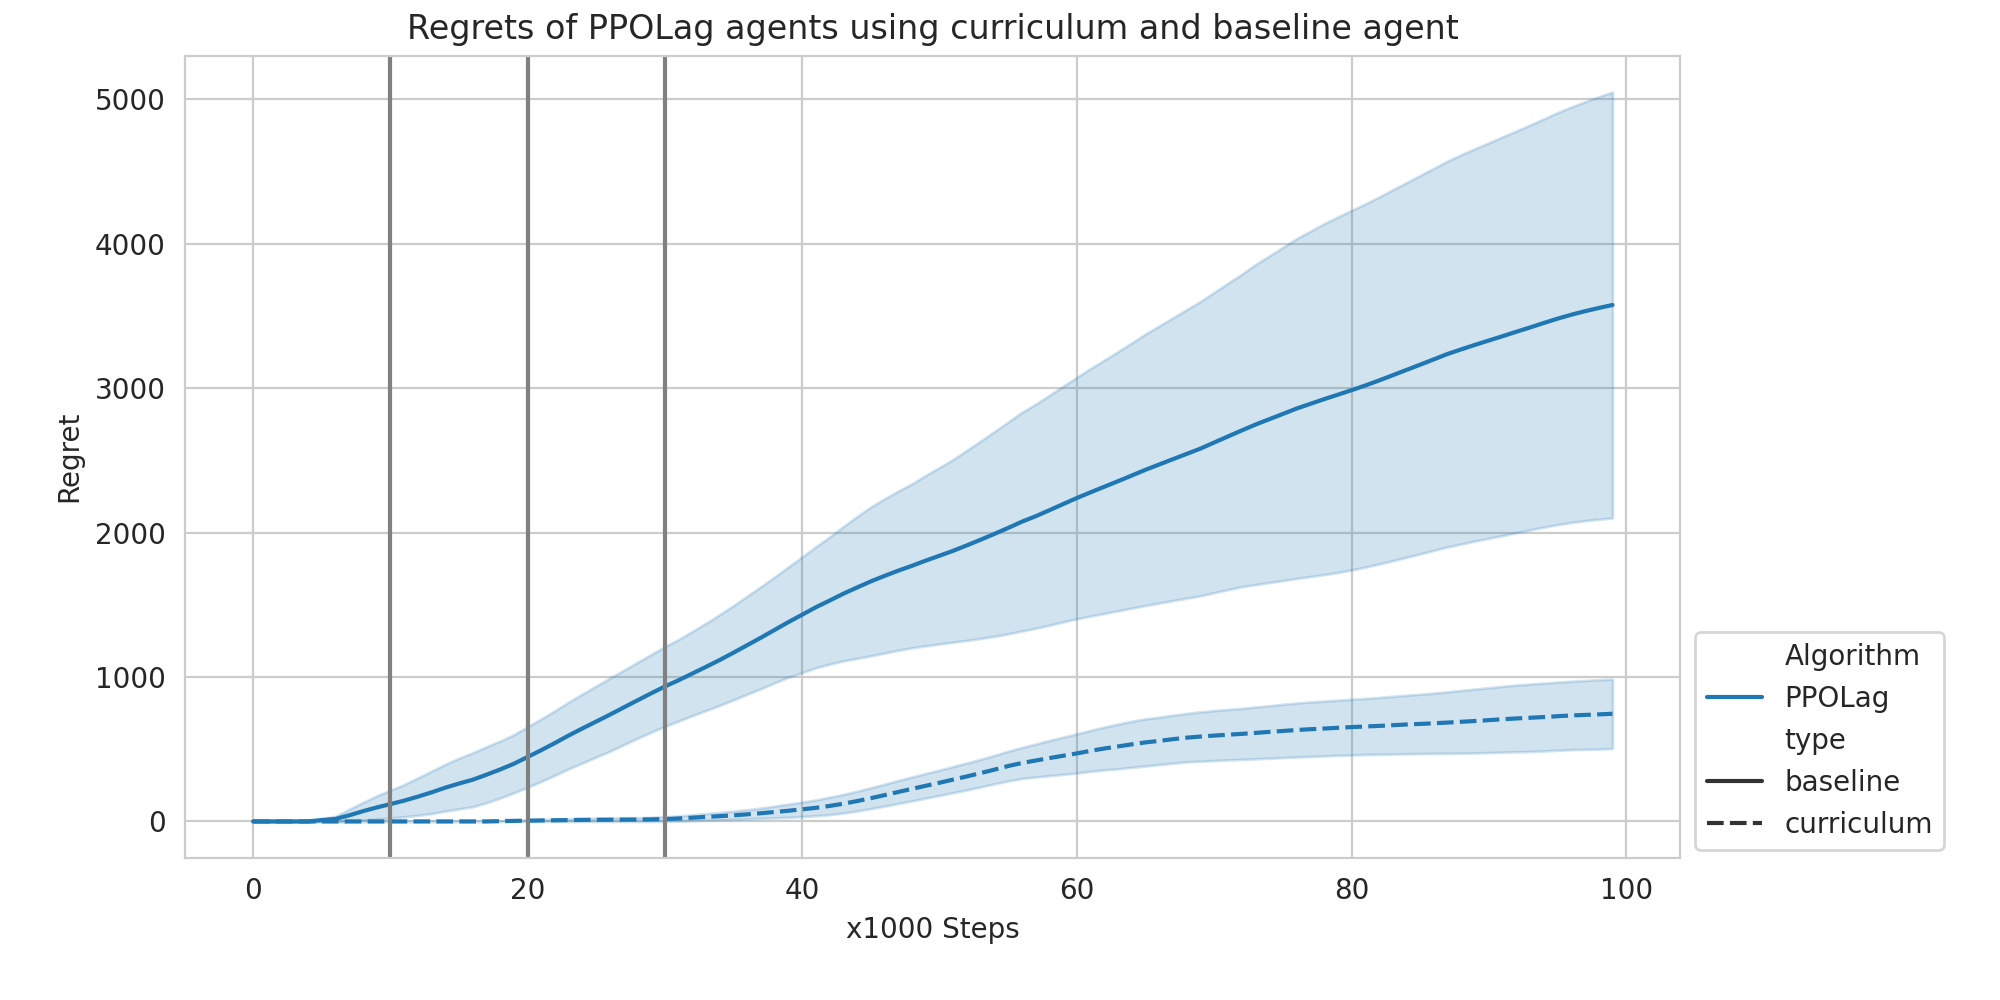 Regrets of PPOLag agents using curriculum and baseline agent
5000
4000
3000
2000
1000
0
Regret
0 20 40 60 80 100
x1000 Steps
Algorithm
PPOLag
type
baseline
curriculum